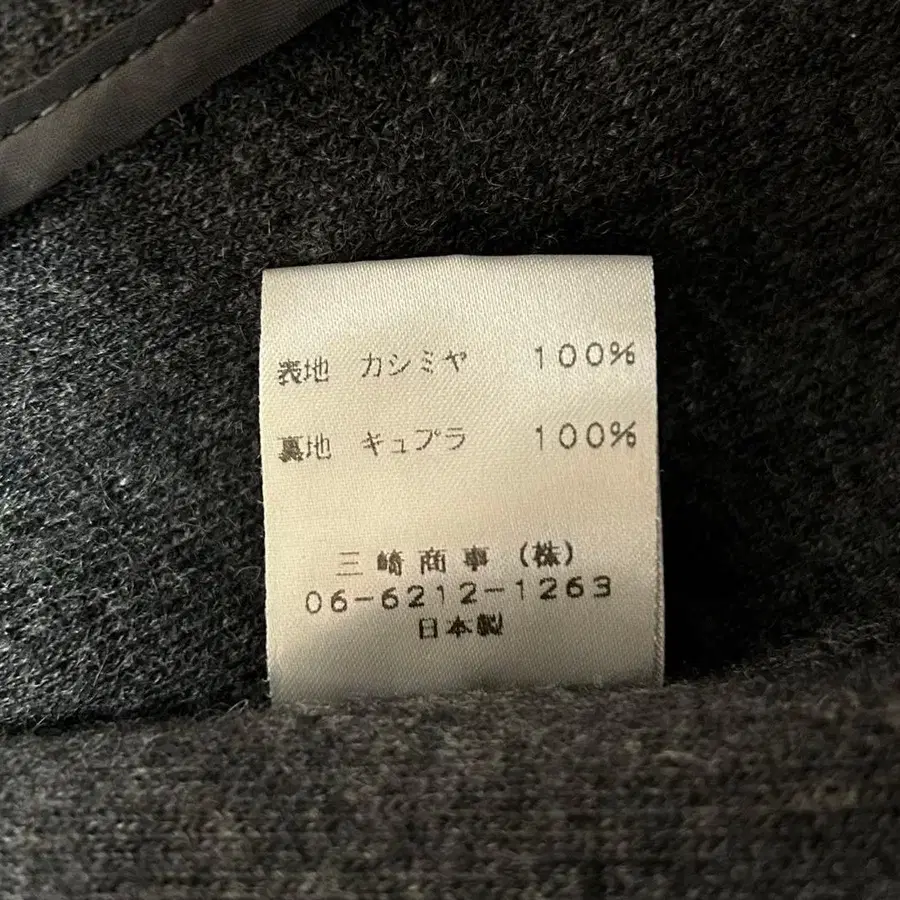 表地 カシミヤ 100%
裏地 キュプラ 100%
三崎商事(株)
06-6212-1263
日本製